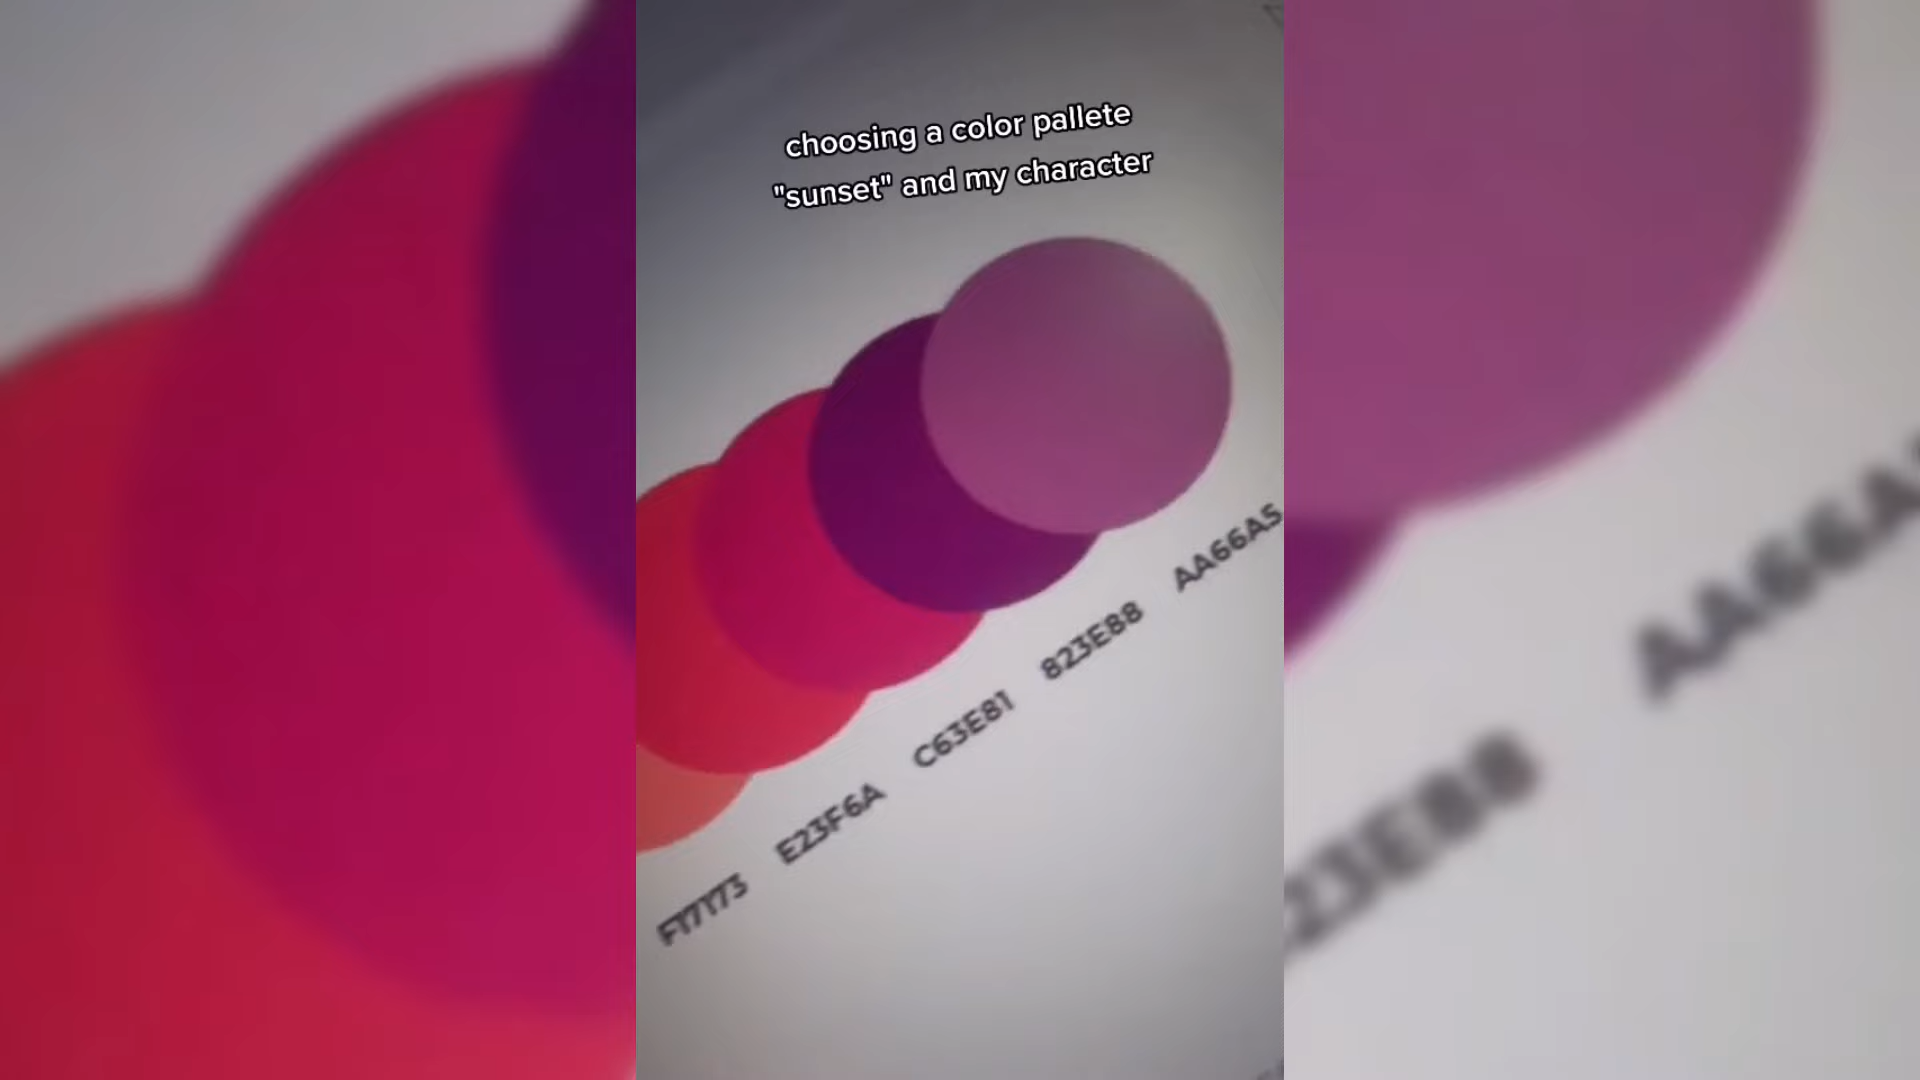 choosing a color pallete
"sunset" and my character
F17173 E23F6A C63E81 823E88 AA66A5